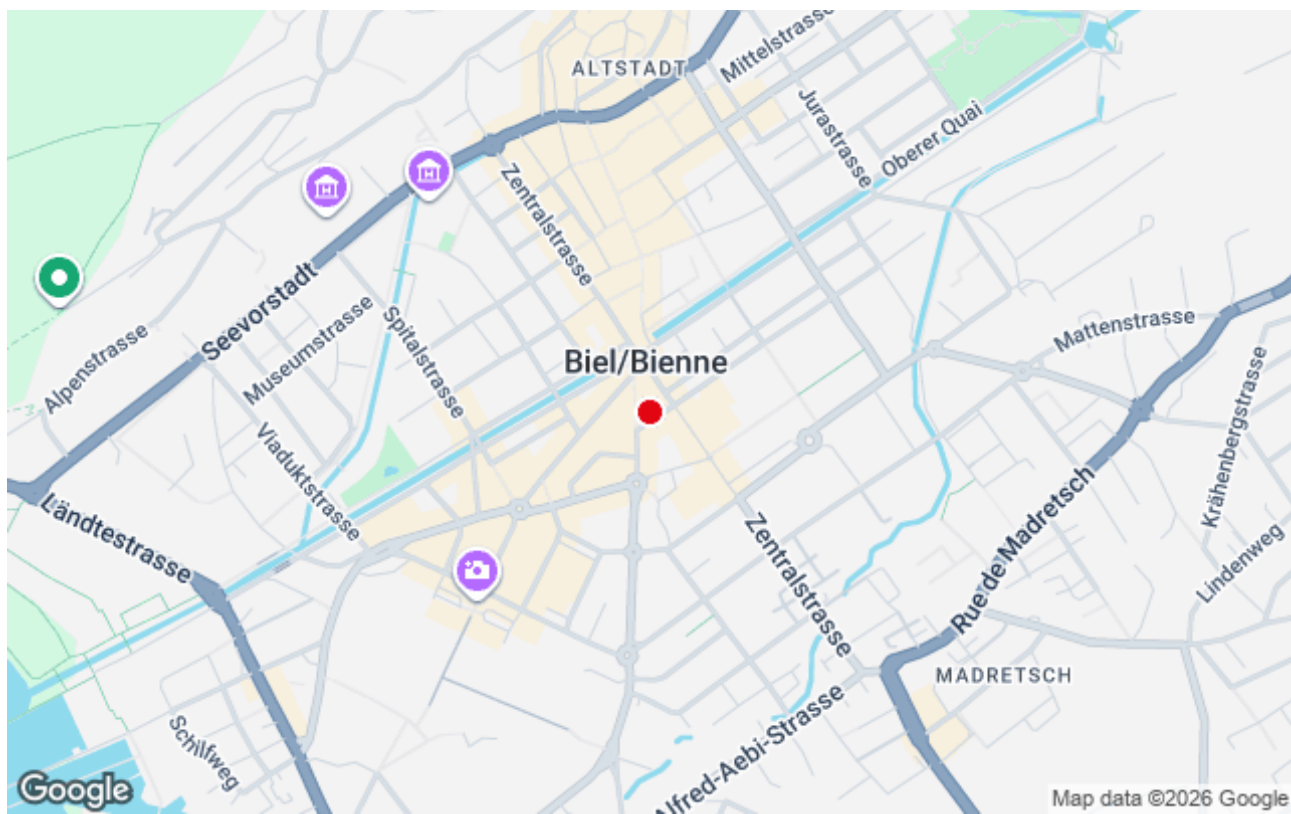 ALTSTADT
Mittelstrasse
Jurastrasse
Oberer Quai
Zentralstrasse
Seevorstadt
Museumstrasse
Spitalstrasse
Alpenstrasse
Biel/Bienne
Mattenstrasse
Krähenbergstrasse
Viaduktstrasse
Ländtestrasse
Rue de Madretsch
Lindenweg
Zentralstrasse
MADRETSCH
Alfred-Aebi-Strasse
Schilfweg
Google
Map data ©2026 Google